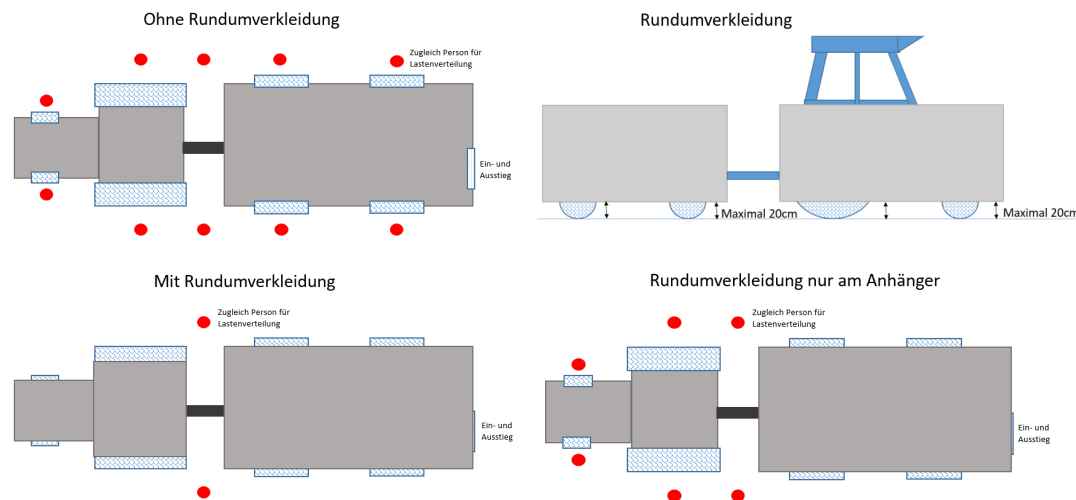 Ohne Rundumverkleidung
Zugleich Person für
Lastenverteilung
Ein- und
Ausstieg
Rundumverkleidung
Maximal 20cm
Maximal 20cm
Mit Rundumverkleidung
Zugleich Person für
Lastenverteilung
Ein- und
Ausstieg
Rundumverkleidung nur am Anhänger
Zugleich Person für
Lastenverteilung
Ein- und
Ausstieg